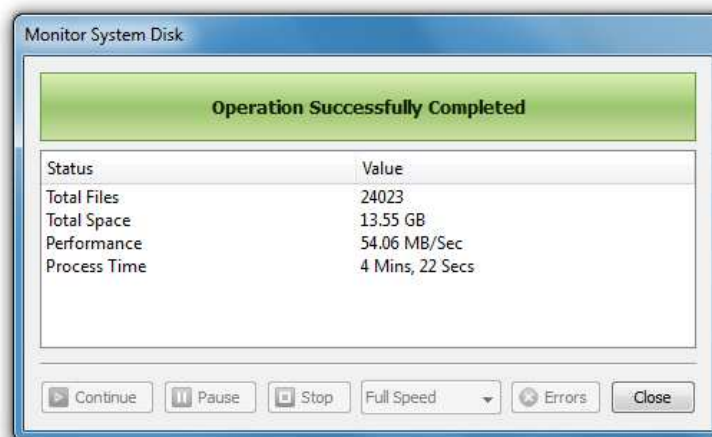 Monitor System Disk
Operation Successfully Completed
Status Value
Total Files 24023
Total Space 13.55 GB
Performance 54.06 MB/Sec
Process Time 4 Mins, 22 Secs
Continue Pause Stop Full Speed Errors Close